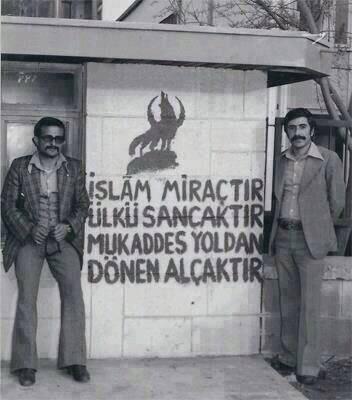 İSLÂM MİRAÇTIR
ÜLKÜ SANCAKTIR
MUKADDES YOLDAN
DÖNEN ALÇAKTIR